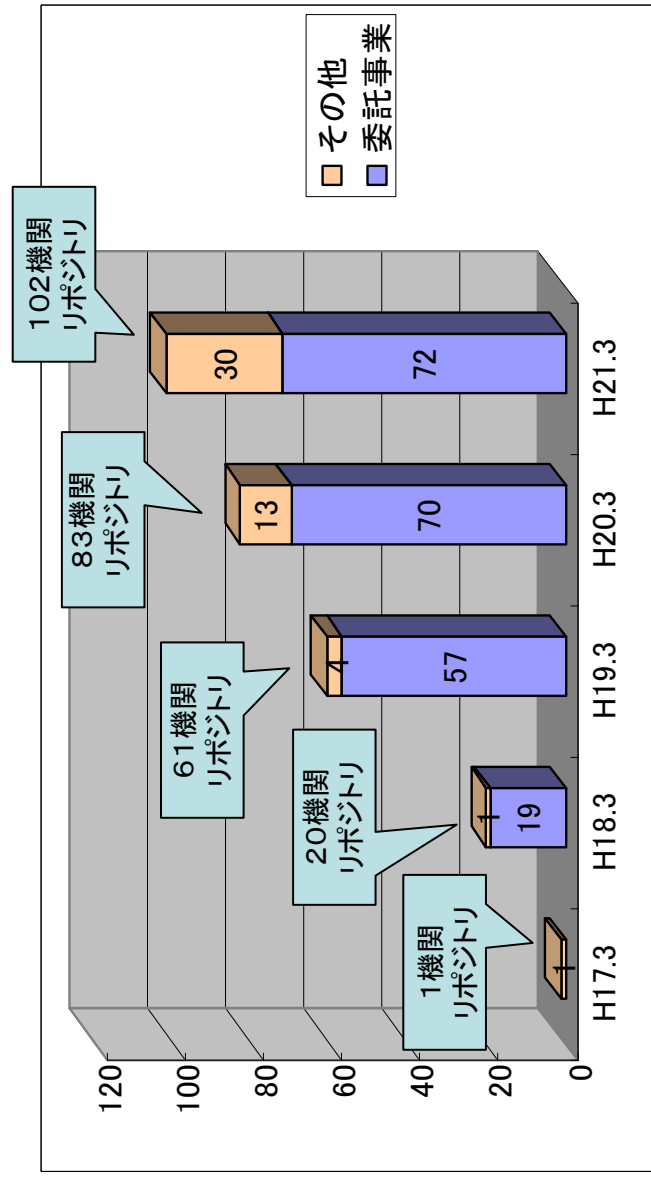 102機関
リポジトリ
83機関
リポジトリ
61機関
リポジトリ
20機関
リポジトリ
1機関
リポジトリ
その他
委託事業
120
100
80
60
40
20
0
1
1
19
4
57
13
70
30
72
H17.3
H18.3
H19.3
H20.3
H21.3